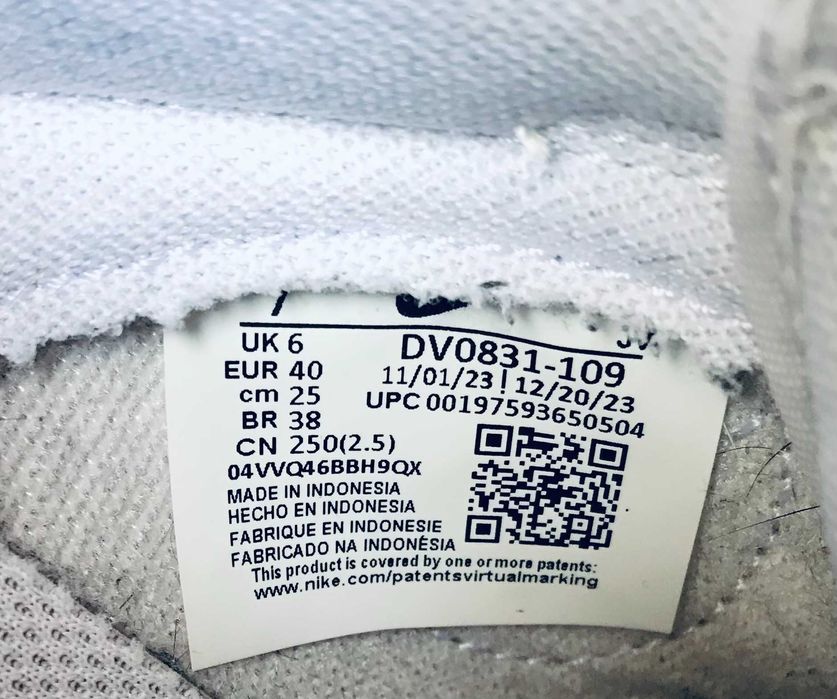 UK 6
EUR 40
cm 25
BR 38
CN 250(2.5)
04VVQ46BBH9QX
DV0831-109
11/01/23 | 12/20/23
UPC 00197593650504
MADE IN INDONESIA
HECHO EN INDONESIA
FABRIQUE EN INDONESIE
FABRICADO NA INDONÉSIA
This product is covered by one or more patents:
www.nike.com/patentsvirtualmarking